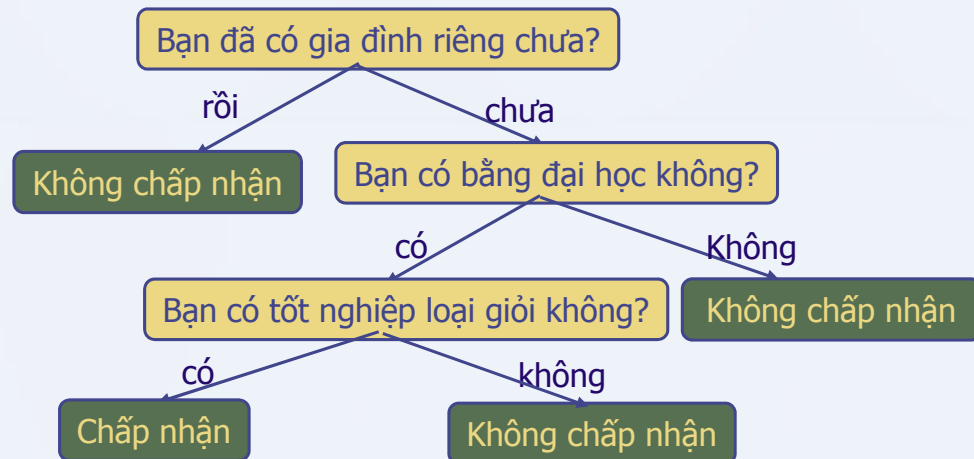 Bạn đã có gia đình riêng chưa?
rồi
chưa
Không chấp nhận
Bạn có bằng đại học không?
có
Không
Bạn có tốt nghiệp loại giỏi không?
Không chấp nhận
có
không
Chấp nhận
Không chấp nhận